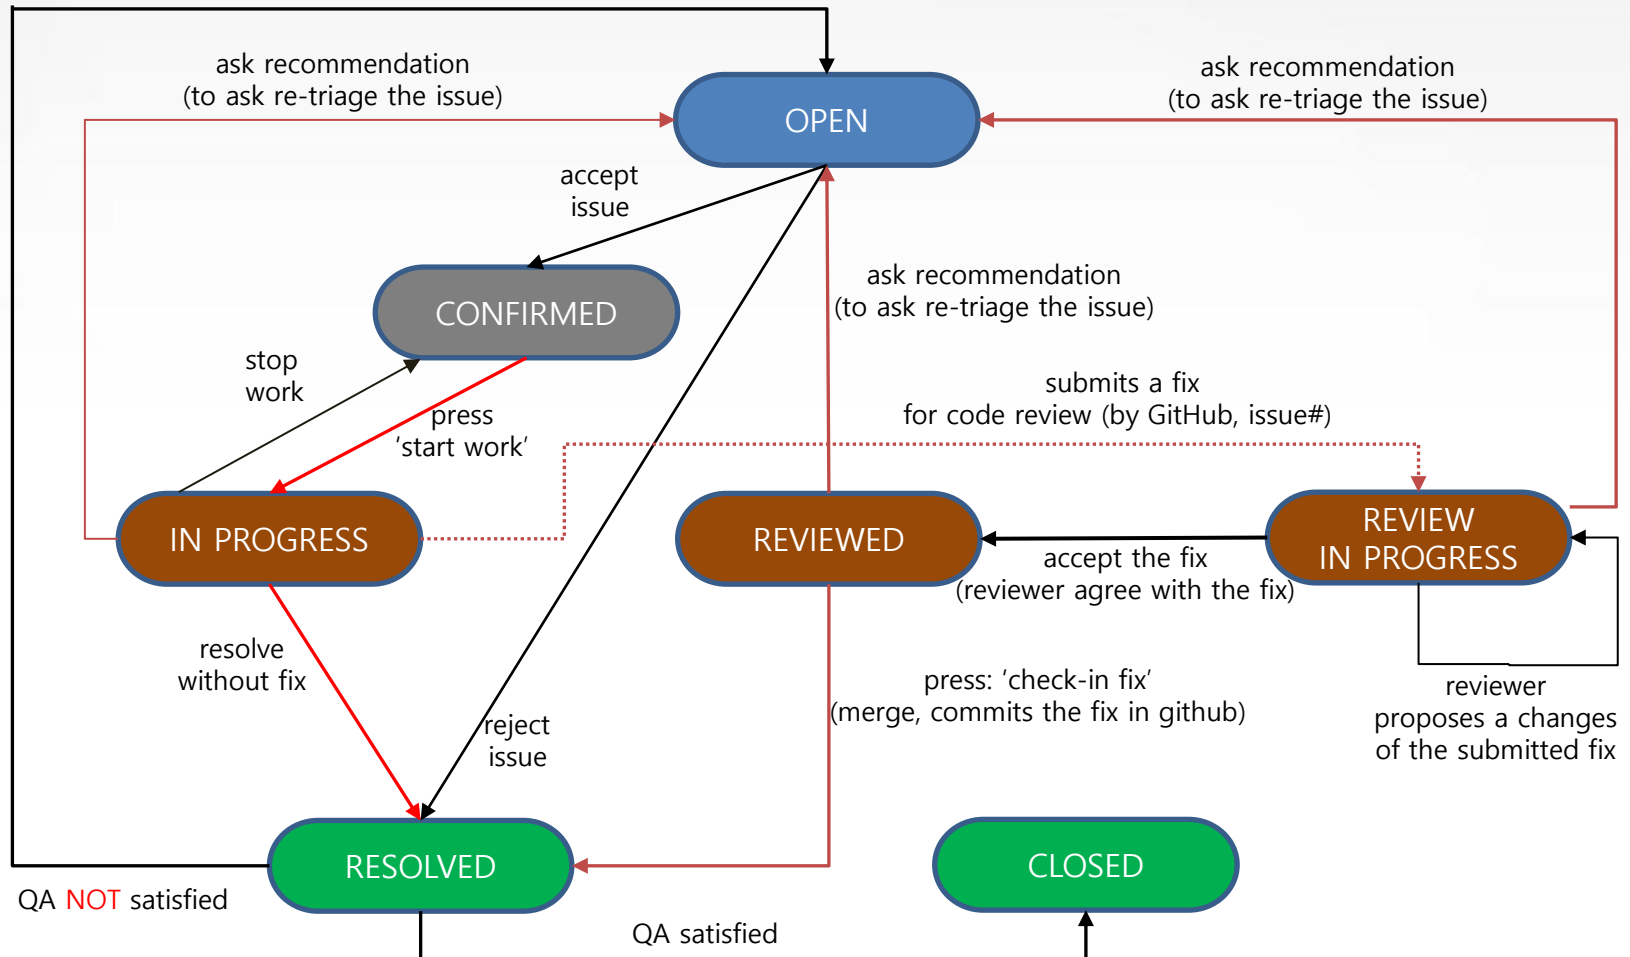 ask recommendation
(to ask re-triage the issue)
ask recommendation
(to ask re-triage the issue)
OPEN
accept
issue
ask recommendation
(to ask re-triage the issue)
CONFIRMED
stop
work
press
‘start work’
submits a fix
for code review (by GitHub, issue#)
IN PROGRESS
REVIEWED
REVIEW
IN PROGRESS
accept the fix
(reviewer agree with the fix)
resolve
without fix
reject
issue
press: ‘check-in fix’
(merge, commits the fix in github)
reviewer
proposes a changes
of the submitted fix
RESOLVED
CLOSED
QA NOT satisfied
QA satisfied